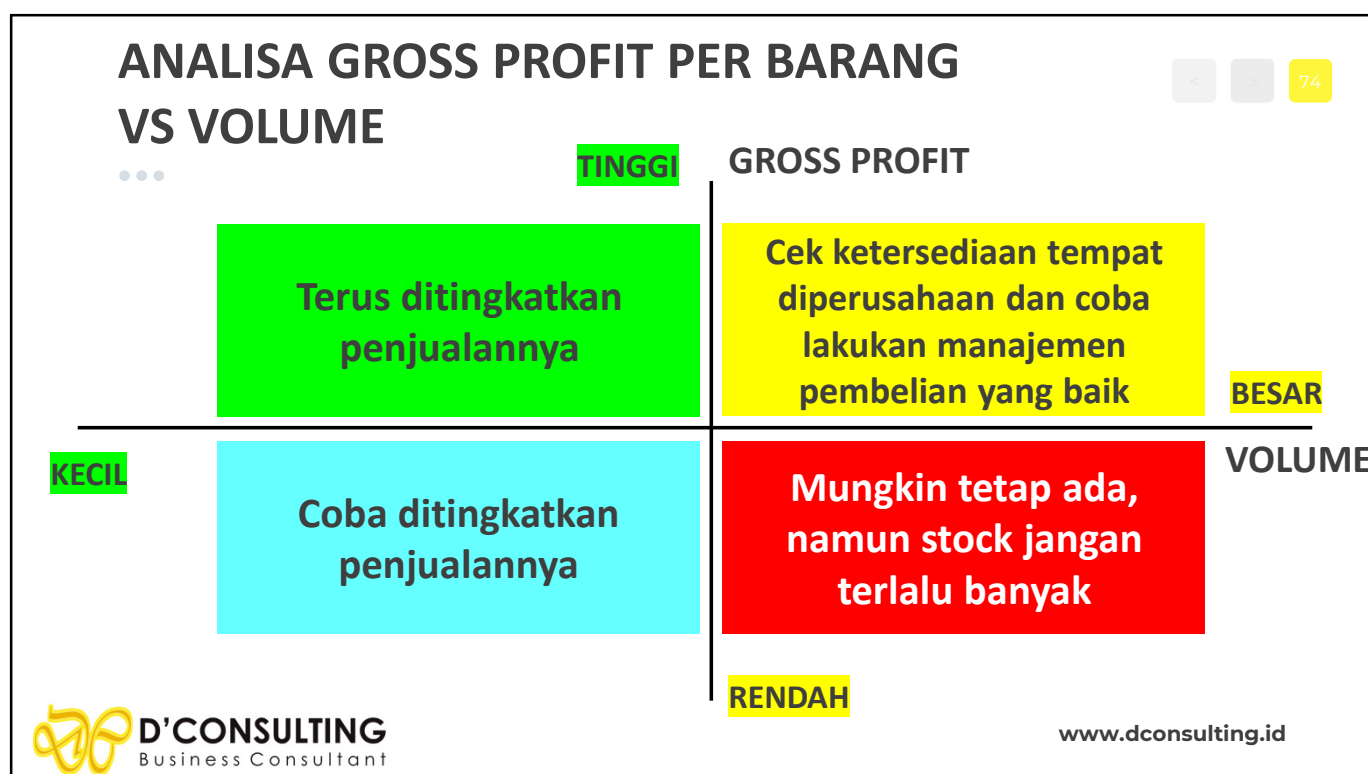 ANALISA GROSS PROFIT PER BARANG
VS VOLUME
< > 74
TINGGI
GROSS PROFIT
Terus ditingkatkan
penjualannya
Cek ketersediaan tempat
diperusahaan dan coba
lakukan manajemen
pembelian yang baik
BESAR
KECIL
VOLUME
Coba ditingkatkan
penjualannya
Mungkin tetap ada,
namun stock jangan
terlalu banyak
RENDAH
D'CONSULTING
Business Consultant
www.dconsulting.id